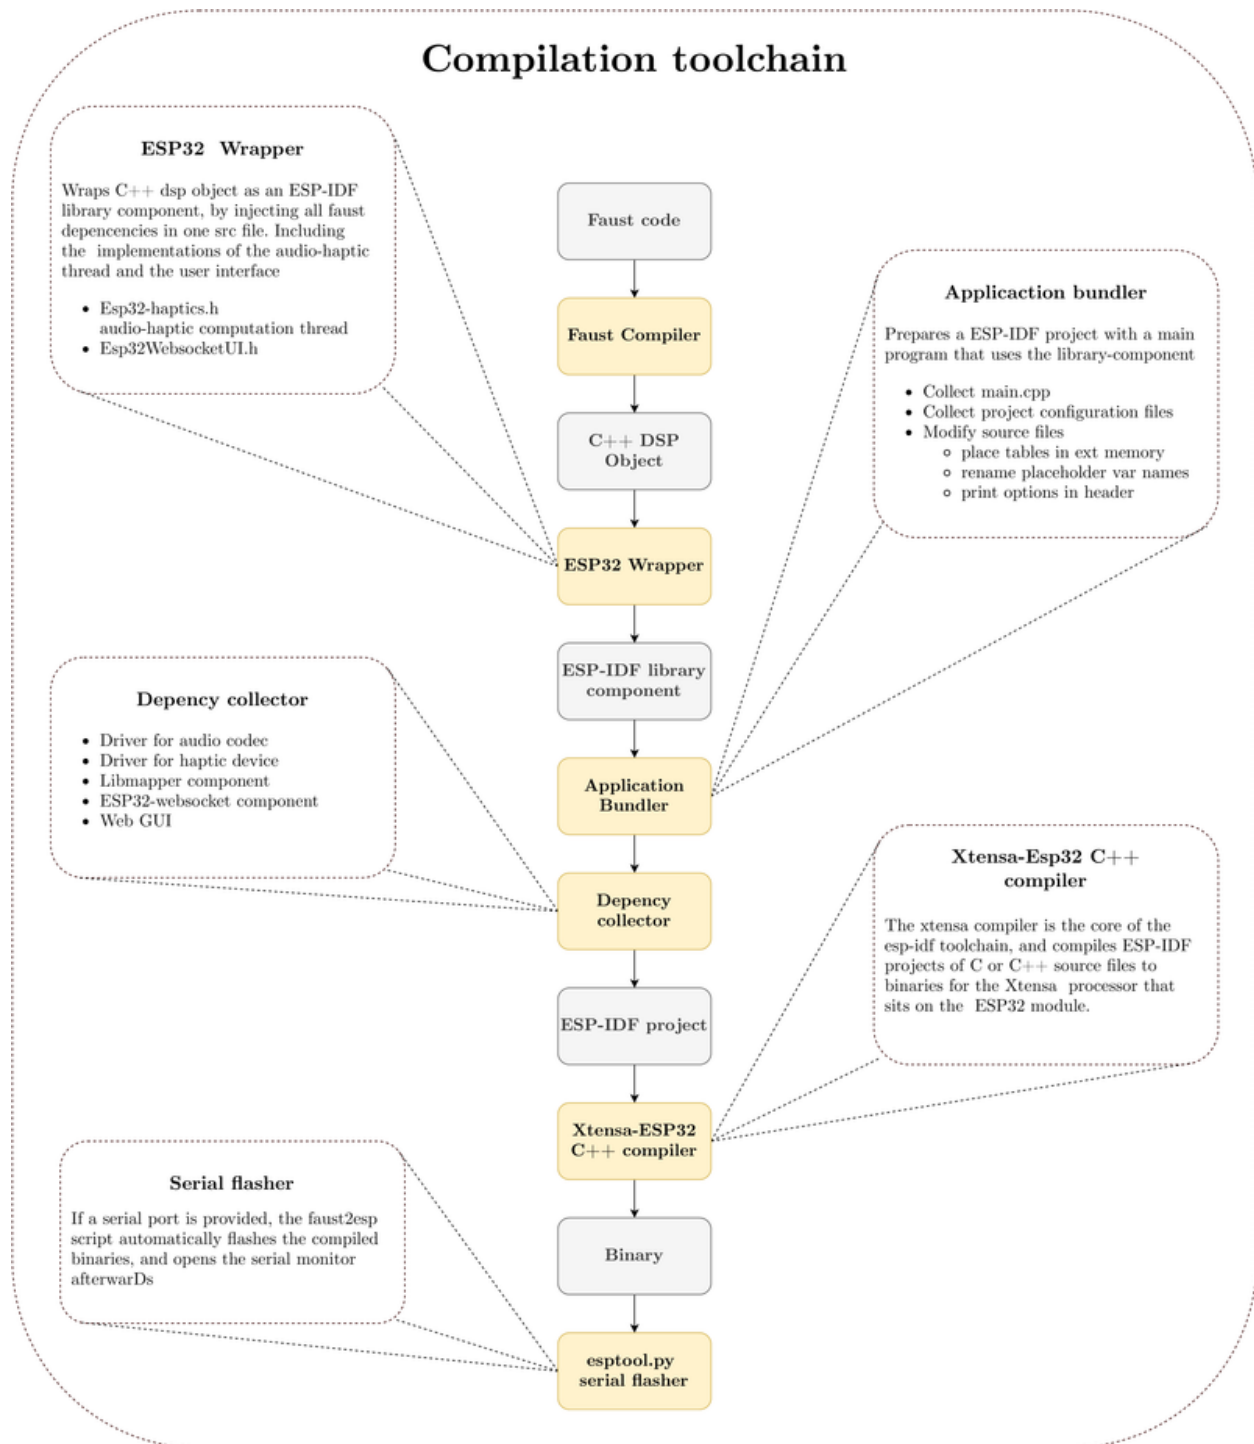 Compilation toolchain
ESP32 Wrapper
Wraps C++ dsp object as an ESP-IDF
library component, by injecting all faust
depencencies in one src file. Including
the implementations of the audio-haptic
thread and the user interface
• Esp32-haptics.h
audio-haptic computation thread
• Esp32WebsocketUI.h
Faust code
Faust Compiler
C++ DSP
Object
ESP32 Wrapper
ESP-IDF library
component
Application
Bundler
Depency
collector
ESP-IDF project
Xtensa-ESP32
C++ compiler
Binary
esptool.py
serial flasher
Applicaction bundler
Prepares a ESP-IDF project with a main
program that uses the library-component
• Collect main.cpp
• Collect project configuration files
• Modify source files
○ place tables in ext memory
○ rename placeholder var names
○ print options in header
Depency collector
• Driver for audio codec
• Driver for haptic device
• Libmapper component
• ESP32-websocket component
• Web GUI
Xtensa-Esp32 C++
compiler
The xtensa compiler is the core of the
esp-idf toolchain, and compiles ESP-IDF
projects of C or C++ source files to
binaries for the Xtensa processor that
sits on the ESP32 module.
Serial flasher
If a serial port is provided, the faust2esp
script automatically flashes the compiled
binaries, and opens the serial monitor
afterwarDs